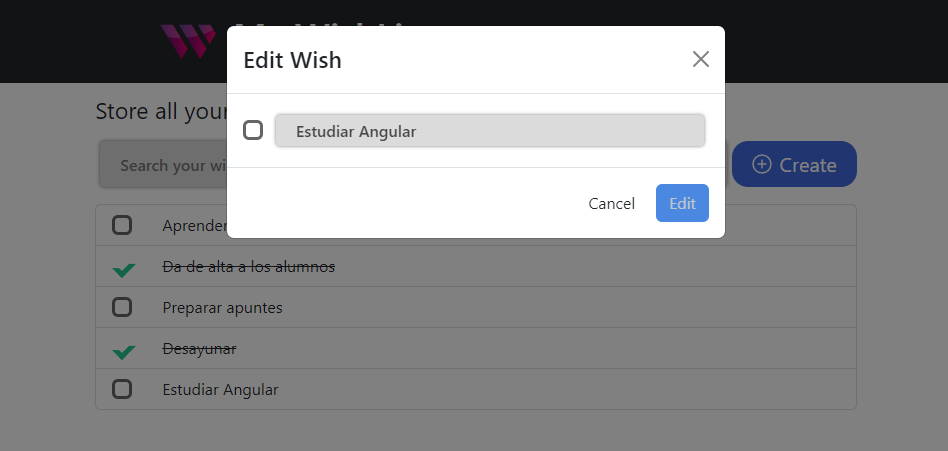 Edit Wish
Store all your
Estudiar Angular
Search your wi
Create
Cancel
Edit
Aprender
Da de alta a los alumnos
Preparar apuntes
Desayunar
Estudiar Angular